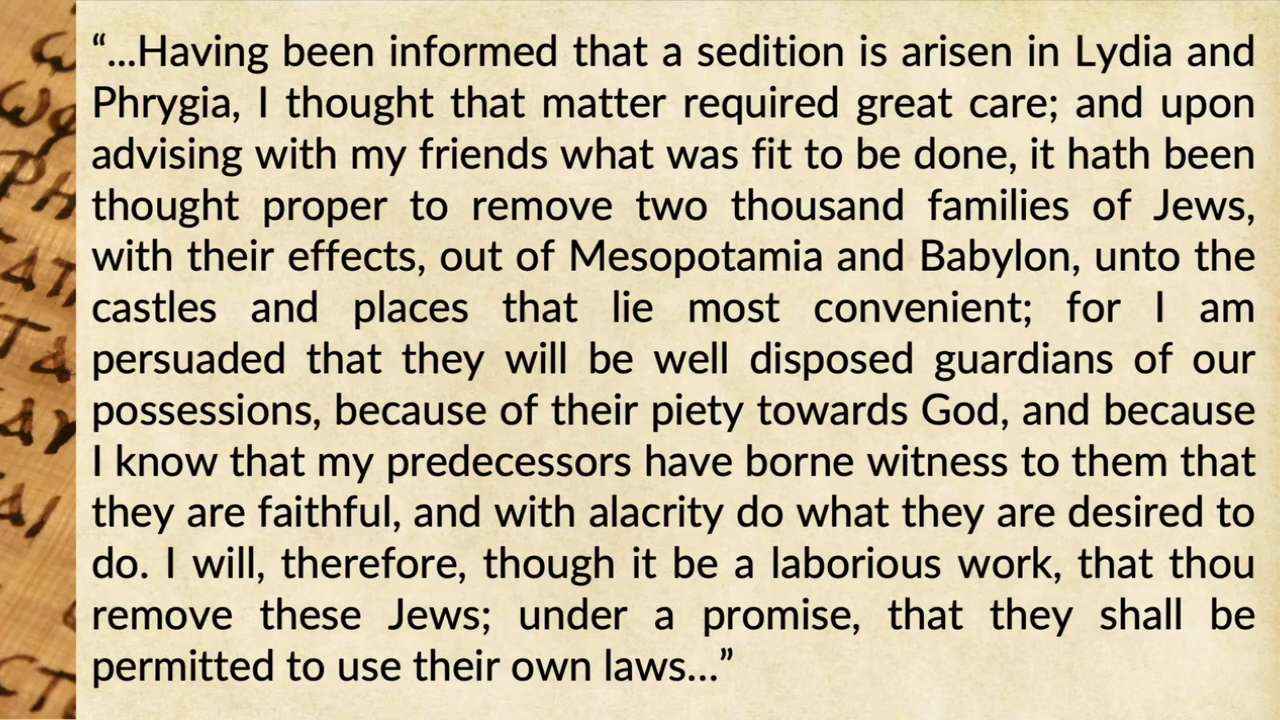 “...Having been informed that a sedition is arisen in Lydia and
Phrygia, I thought that matter required great care; and upon
advising with my friends what was fit to be done, it hath been
thought proper to remove two thousand families of Jews,
with their effects, out of Mesopotamia and Babylon, unto the
castles and places that lie most convenient; for I am
persuaded that they will be well disposed guardians of our
possessions, because of their piety towards God, and because
I know that my predecessors have borne witness to them that
they are faithful, and with alacrity do what they are desired to
do. I will, therefore, though it be a laborious work, that thou
remove these Jews; under a promise, that they shall be
permitted to use their own laws...”